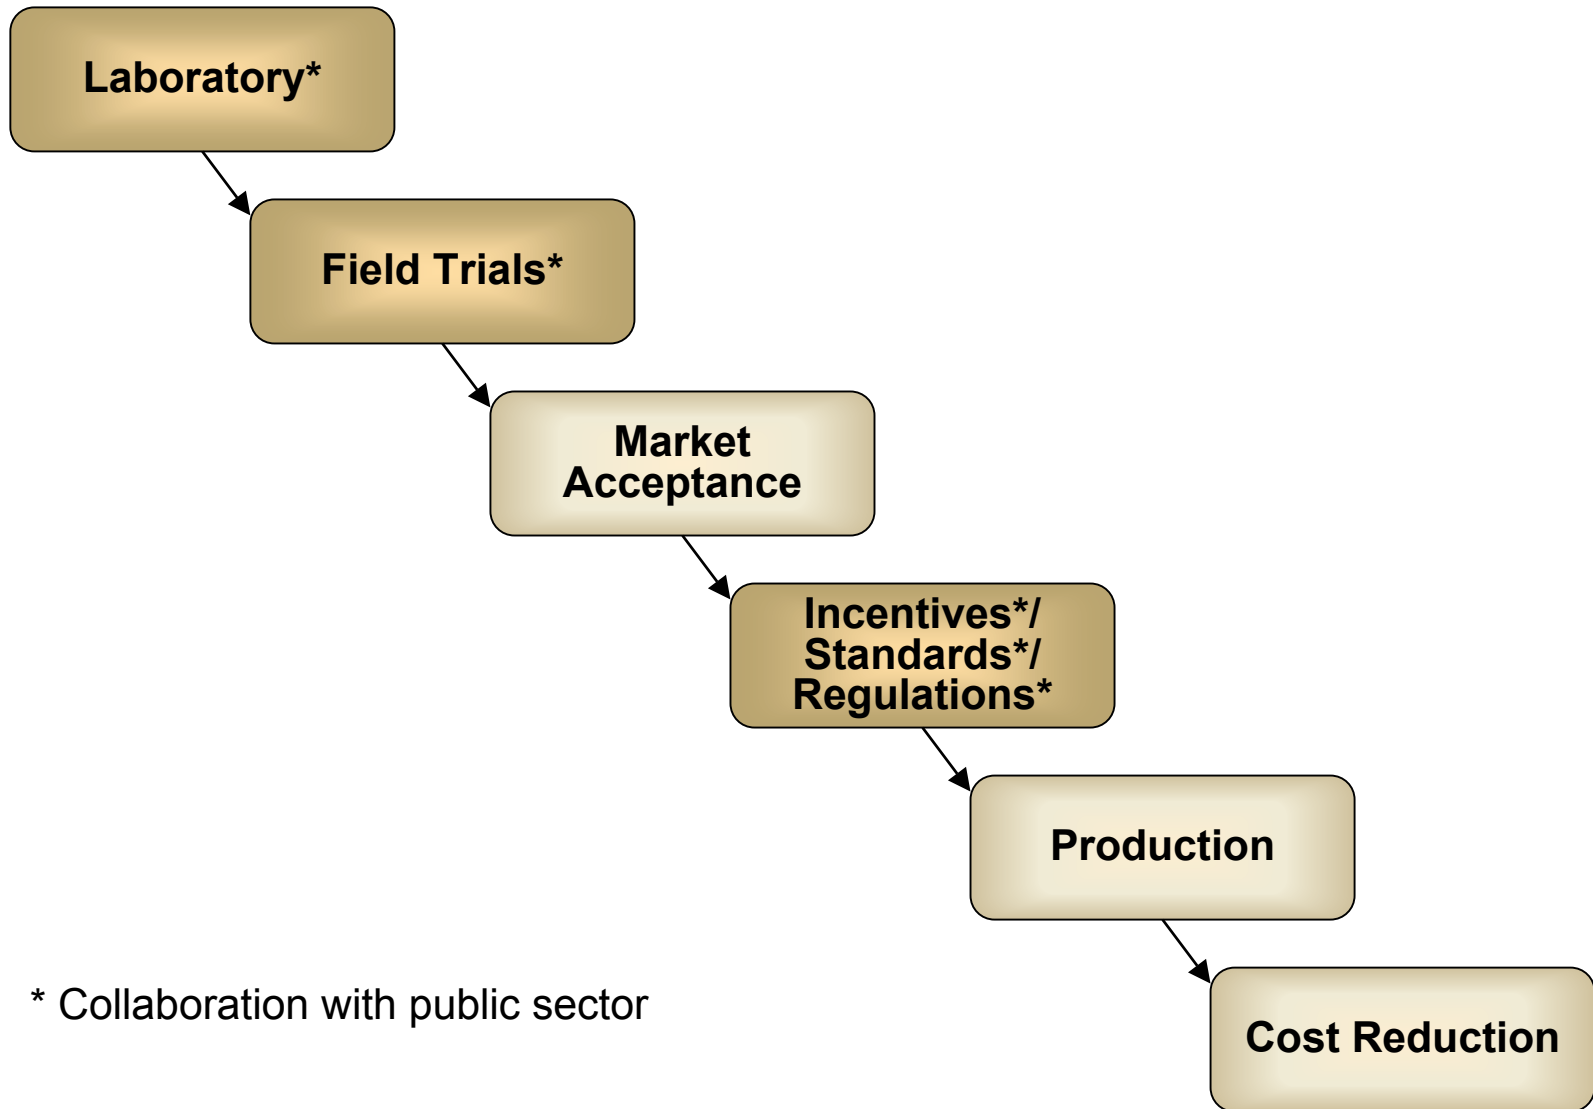 Laboratory*
Field Trials*
Market
Acceptance
Incentives*/
Standards*/
Regulations*
Production
Cost Reduction
* Collaboration with public sector